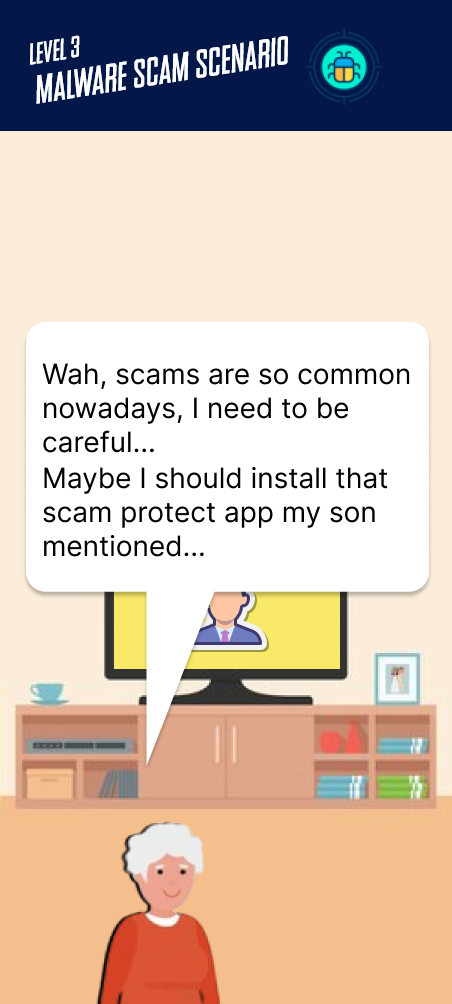 LEVEL 3
MALWARE SCAM SCENARIO
Wah, scams are so common
nowadays, I need to be
careful...
Maybe I should install that
scam protect app my son
mentioned...